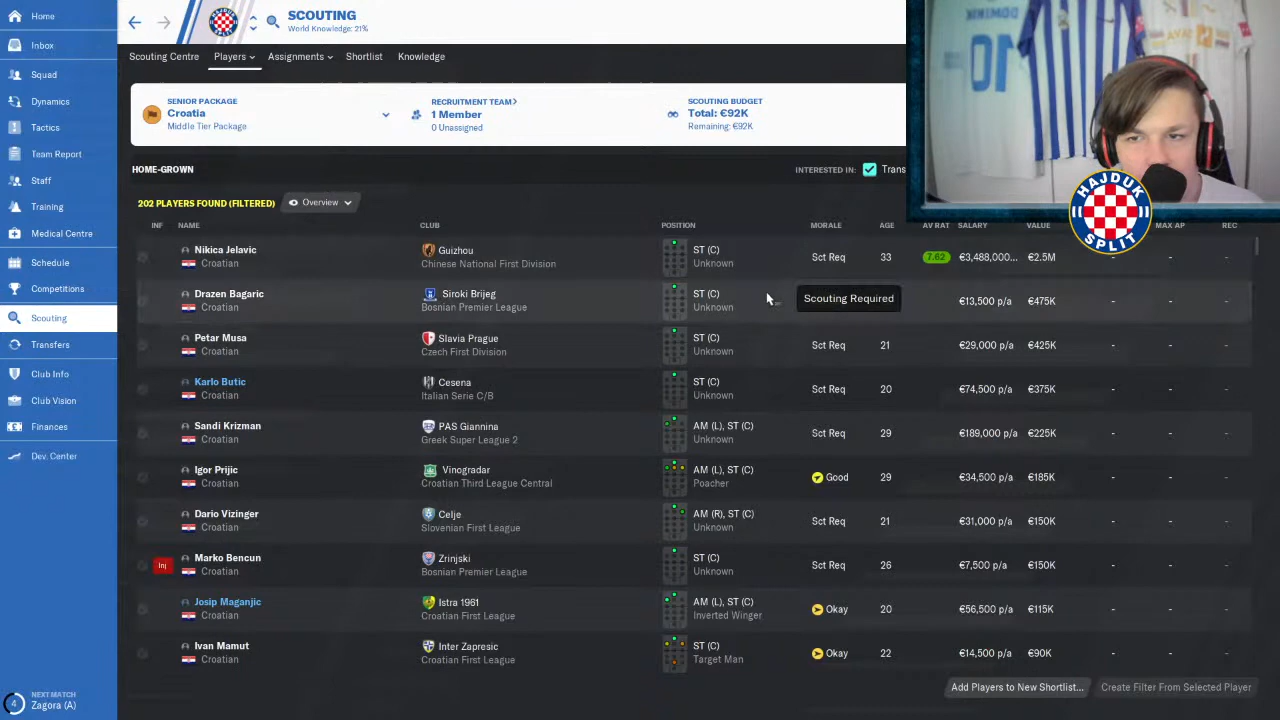 Home
Inbox
Squad
Dynamics
Tactics
Team Report
Staff
Training
Medical Centre
Schedule
Competitions
Scouting
Transfers
Club Info
Club Vision
Finances
Dev. Center
4
NEXT MATCH
Zagora (A)
SCOUTING
World Knowledge: 21%
Scouting Centre
Players
Assignments
Shortlist
Knowledge
SENIOR PACKAGE
Croatia
Middle Tier Package
RECRUITMENT TEAM>
1 Member
0 Unassigned
SCOUTING BUDGET
Total: €92K
Remaining: €92K
DOMINIK
10
HAJDUK
SPLIT
HOME-GROWN
INTERESTED IN: Trans
202 PLAYERS FOUND (FILTERED) Overview
INF NAME CLUB POSITION MORALE AGE AV RAT SALARY VALUE MAX AP REC
Nikica Jelavic Guizhou ST (C) Sct Req 33 7.62 €3,488,000... €2.5M - - -
Croatian Chinese National First Division Unknown
Drazen Bagaric Siroki Brijeg ST (C) Scouting Required €13,500 p/a €475K - - -
Croatian Bosnian Premier League Unknown
Petar Musa Slavia Prague ST (C) Sct Req 21 €29,000 p/a €425K - - -
Croatian Czech First Division Unknown
Karlo Butic Cesena ST (C) Sct Req 20 €74,500 p/a €375K - - -
Croatian Italian Serie C/B Unknown
Sandi Krizman PAS Giannina AM (L), ST (C) Sct Req 29 €189,000 p/a €225K - - -
Croatian Greek Super League 2 Unknown
Igor Prijic Vinogradar AM (L), ST (C) Good 29 €34,500 p/a €185K - - -
Croatian Croatian Third League Central Poacher
Dario Vizinger Celje AM (R), ST (C) Sct Req 21 €31,000 p/a €150K - - -
Croatian Slovenian First League Unknown
Inj Marko Bencun Zrinjski ST (C) Sct Req 26 €7,500 p/a €150K - - -
Croatian Bosnian Premier League Unknown
Josip Maganjic Istra 1961 AM (L), ST (C) Okay 20 €56,500 p/a €115K - - -
Croatian Croatian First League Inverted Winger
Ivan Mamut Inter Zapresic ST (C) Okay 22 €14,500 p/a €90K - - -
Croatian Croatian First League Target Man
Add Players to New Shortlist... Create Filter From Selected Player